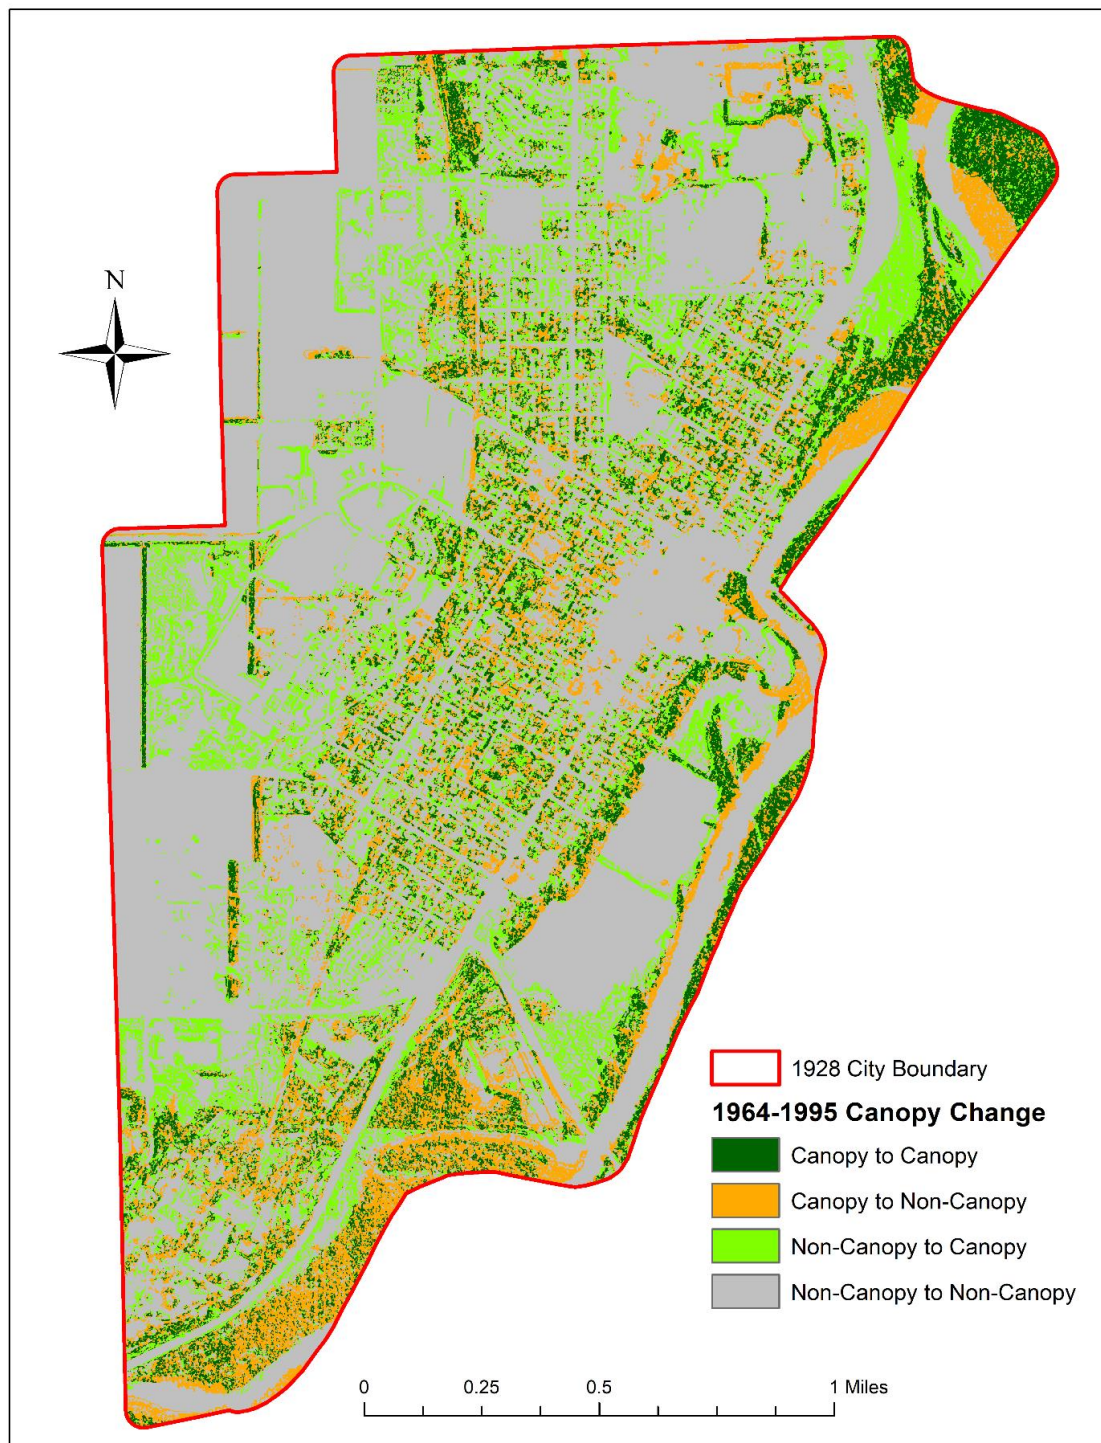 N
1928 City Boundary
1964-1995 Canopy Change
Canopy to Canopy
Canopy to Non-Canopy
Non-Canopy to Canopy
Non-Canopy to Non-Canopy
0 0.25 0.5 1 Miles